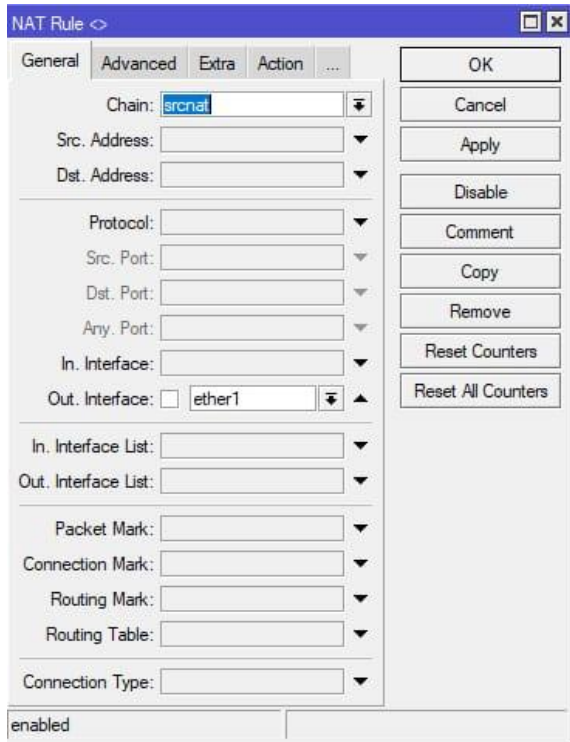 NAT Rule <>
General Advanced Extra Action ...
Chain: srcnat
Src. Address:
Dst. Address:
Protocol:
Src. Port:
Dst. Port:
Any. Port:
In. Interface:
Out. Interface: ether1
In. Interface List:
Out. Interface List:
Packet Mark:
Connection Mark:
Routing Mark:
Routing Table:
Connection Type:
OK
Cancel
Apply
Disable
Comment
Copy
Remove
Reset Counters
Reset All Counters
enabled